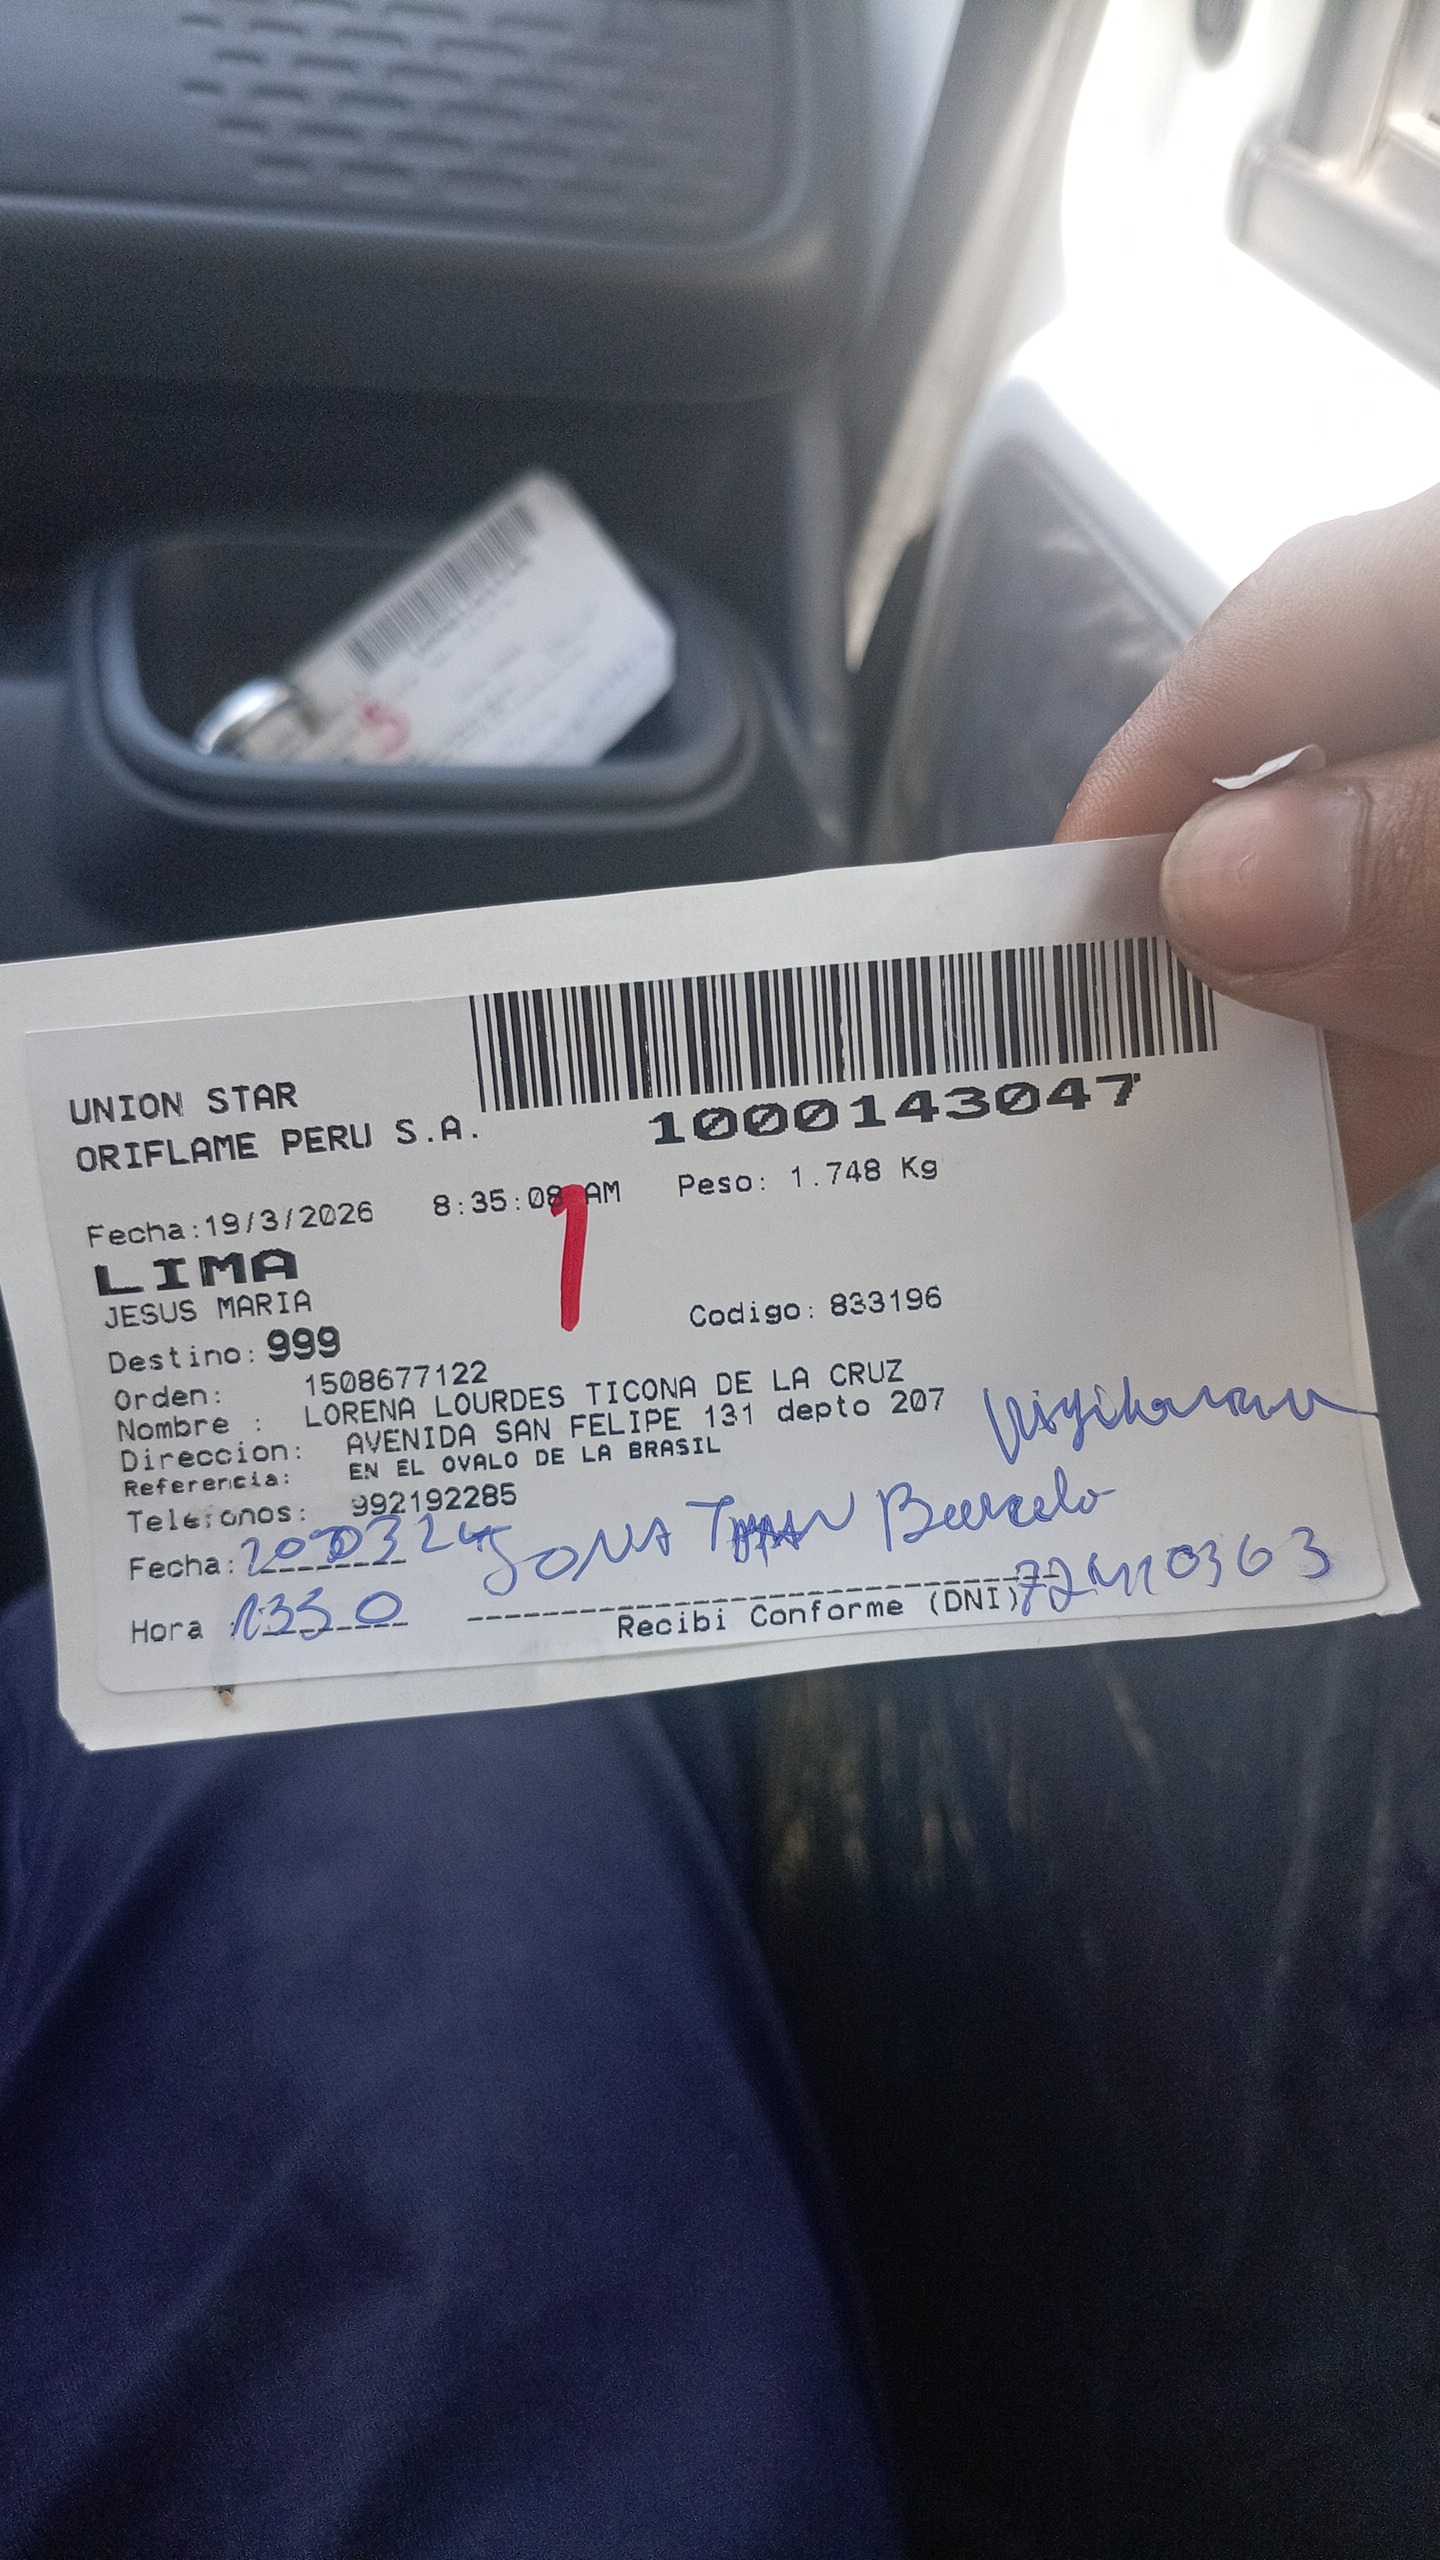 1000143047
UNION STAR
ORIFLAME PERU S.A.
Fecha:19/3/2026 8:35:08 AM Peso: 1.748 Kg
1
LIMA
JESUS MARIA
Destino: 999 Codigo: 833196
Orden: 1508677122
Nombre : LORENA LOURDES TICONA DE LA CRUZ
Direccion: AVENIDA SAN FELIPE 131 depto 207
Referencia: EN EL OVALO DE LA BRASIL
Telefonos: 992192285
Fecha: JONA
Hora
Recibi Conforme (DNI) 72410363